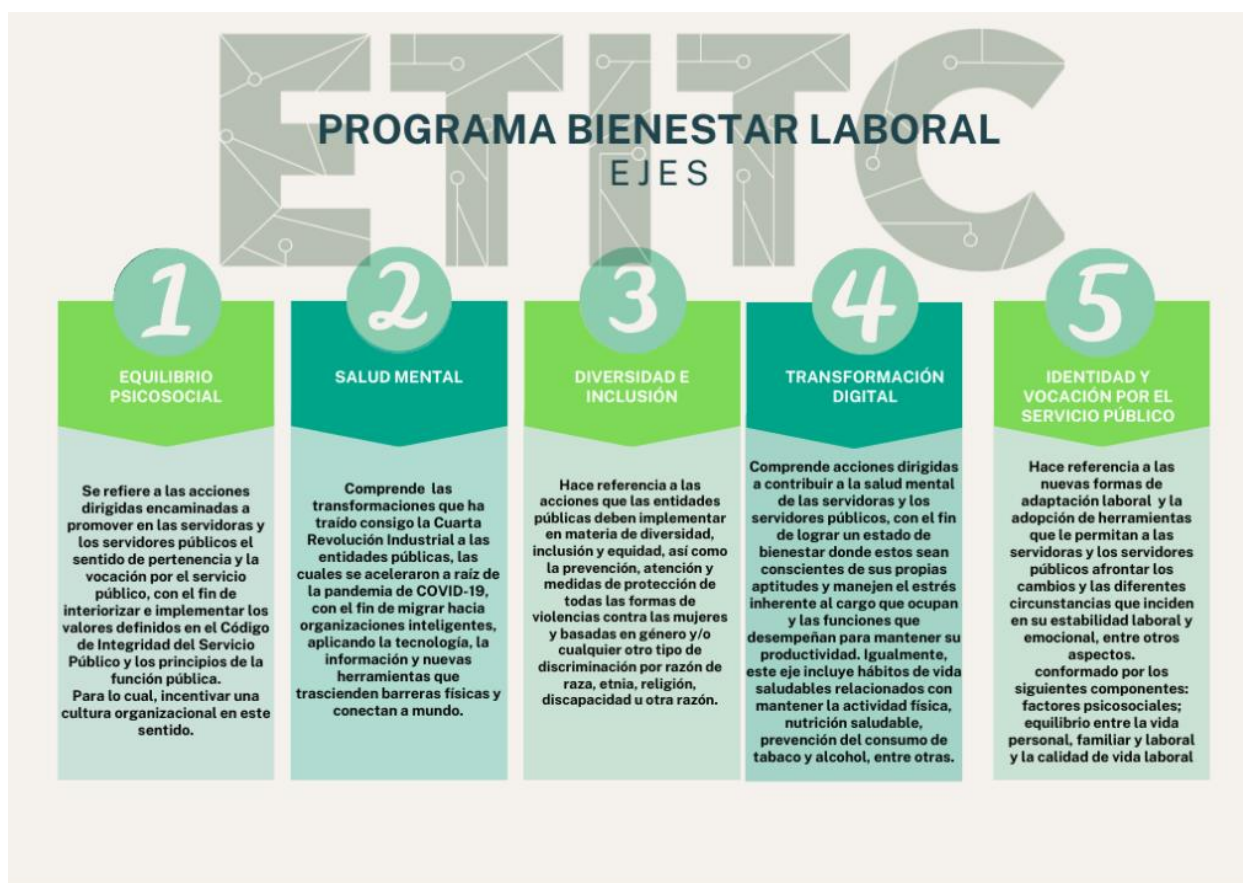 ETITC
PROGRAMA BIENESTAR LABORAL
EJES
1
EQUILIBRIO
PSICOSOCIAL
Se refiere a las acciones
dirigidas encaminadas a
promover en las servidoras y
los servidores públicos el
sentido de pertenencia y la
vocación por el servicio
público, con el fin de
interiorizar e implementar los
valores definidos en el Código
de Integridad del Servicio
Público y los principios de la
función pública.
Para lo cual, incentivar una
cultura organizacional en este
sentido.
2
SALUD MENTAL
Comprende las
transformaciones que ha
traído consigo la Cuarta
Revolución Industrial a las
entidades públicas, las
cuales se aceleraron a raíz de
la pandemia de COVID-19,
con el fin de migrar hacia
organizaciones inteligentes,
aplicando la tecnología, la
información y nuevas
herramientas que
trascienden barreras físicas y
conectan a mundo.
3
DIVERSIDAD E
INCLUSIÓN
Hace referencia a las
acciones que las entidades
públicas deben implementar
en materia de diversidad,
inclusión y equidad, así como
la prevención, atención y
medidas de protección de
todas las formas de
violencias contra las mujeres
y basadas en género y/o
cualquier otro tipo de
discriminación por razón de
raza, etnia, religión,
discapacidad u otra razón.
4
TRANSFORMACIÓN
DIGITAL
Comprende acciones dirigidas
a contribuir a la salud mental
de las servidoras y los
servidores públicos, con el fin
de lograr un estado de
bienestar donde estos sean
conscientes de sus propias
aptitudes y manejen el estrés
inherente al cargo que ocupan
y las funciones que
desempeñan para mantener su
productividad. Igualmente,
este eje incluye hábitos de vida
saludables relacionados con
mantener la actividad física,
nutrición saludable,
prevención del consumo de
tabaco y alcohol, entre otras.
5
IDENTIDAD Y
VOCACIÓN POR EL
SERVICIO PÚBLICO
Hace referencia a las
nuevas formas de
adaptación laboral y la
adopción de herramientas
que le permitan a las
servidoras y los servidores
públicos afrontar los
cambios y las diferentes
circunstancias que inciden
en su estabilidad laboral y
emocional, entre otros
aspectos.
conformado por los
siguientes componentes:
factores psicosociales;
equilibrio entre la vida
personal, familiar y laboral
y la calidad de vida laboral